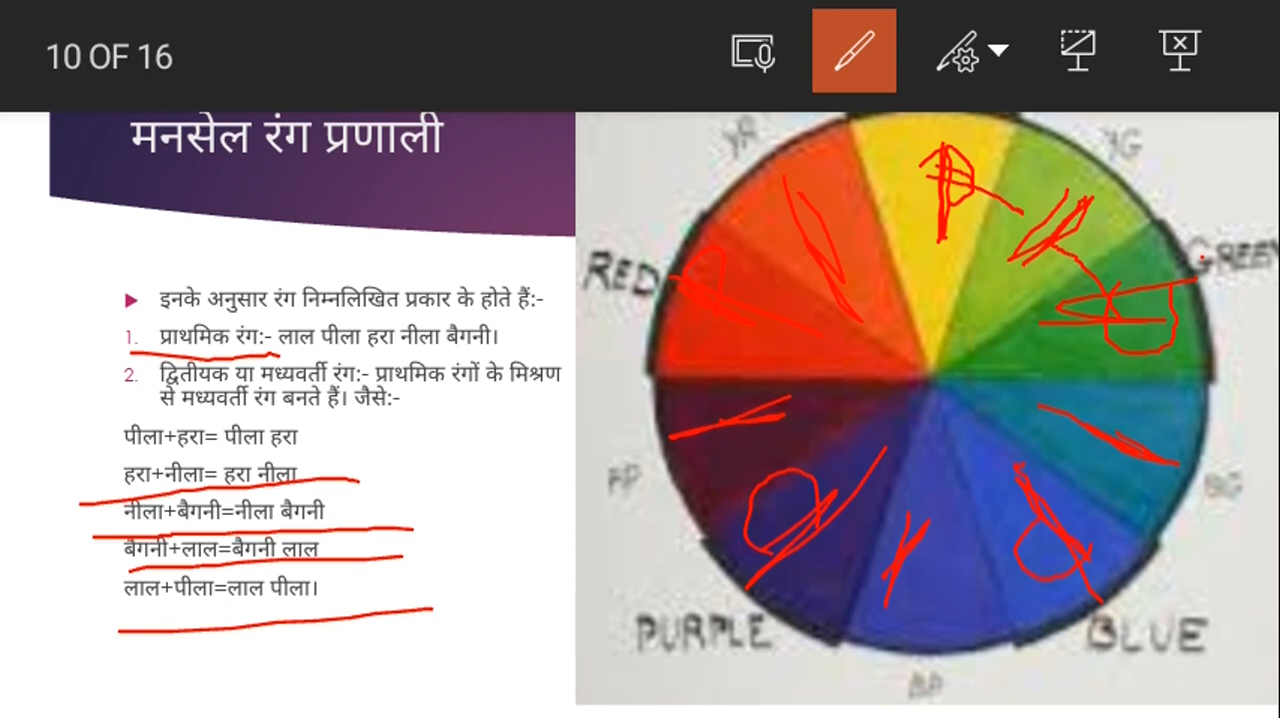 10 OF 16
मनसेल रंग प्रणाली
इनके अनुसार रंग निम्नलिखित प्रकार के होते हैं:-
1. प्राथमिक रंग:- लाल पीला हरा नीला बैगनी।
2. द्वितीयक या मध्यवर्ती रंग:- प्राथमिक रंगों के मिश्रण
से मध्यवर्ती रंग बनते हैं। जैसे:-
पीला+हरा= पीला हरा
हरा+नीला= हरा नीला
नीला+बैगनी=नीला बैगनी
बैगनी+लाल=बैगनी लाल
लाल+पीला=लाल पीला।
YR
YG
RED
GREEN
RP
BG
PURPLE
BLUE
BP